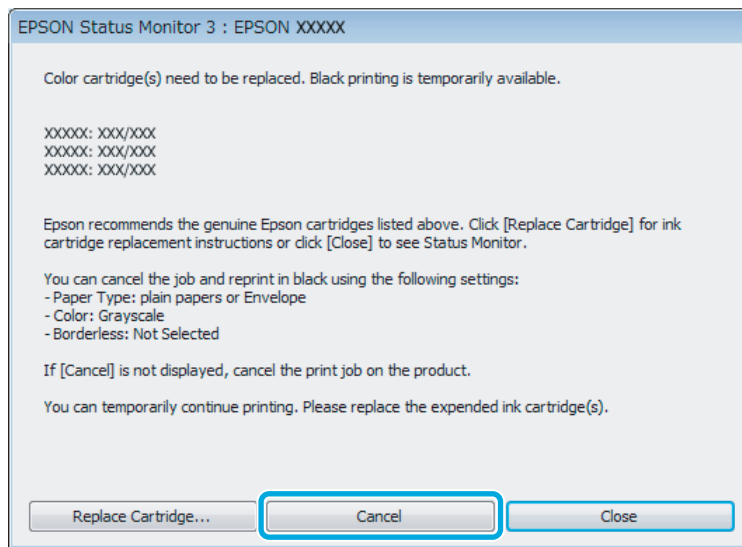 EPSON Status Monitor 3 : EPSON XXXXX
Color cartridge(s) need to be replaced. Black printing is temporarily available.
XXXXX: XXX/XXX
XXXXX: XXX/XXX
XXXXX: XXX/XXX
Epson recommends the genuine Epson cartridges listed above. Click [Replace Cartridge] for ink
cartridge replacement instructions or click [Close] to see Status Monitor.
You can cancel the job and reprint in black using the following settings:
- Paper Type: plain papers or Envelope
- Color: Grayscale
- Borderless: Not Selected
If [Cancel] is not displayed, cancel the print job on the product.
You can temporarily continue printing. Please replace the expended ink cartridge(s).
Replace Cartridge... Cancel Close